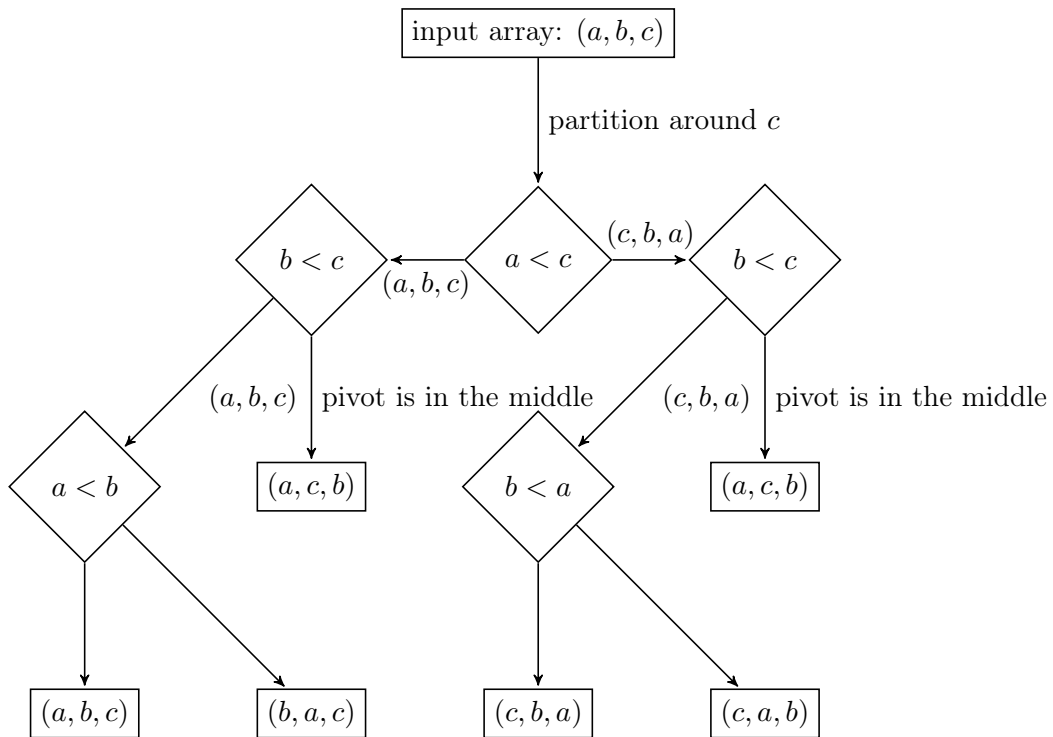 input array: (a, b, c)
partition around c
(c, b, a)
b < c
a < c
b < c
(a, b, c)
(a, b, c)
pivot is in the middle
(c, b, a)
pivot is in the middle
a < b
(a, c, b)
b < a
(a, c, b)
(a, b, c)
(b, a, c)
(c, b, a)
(c, a, b)